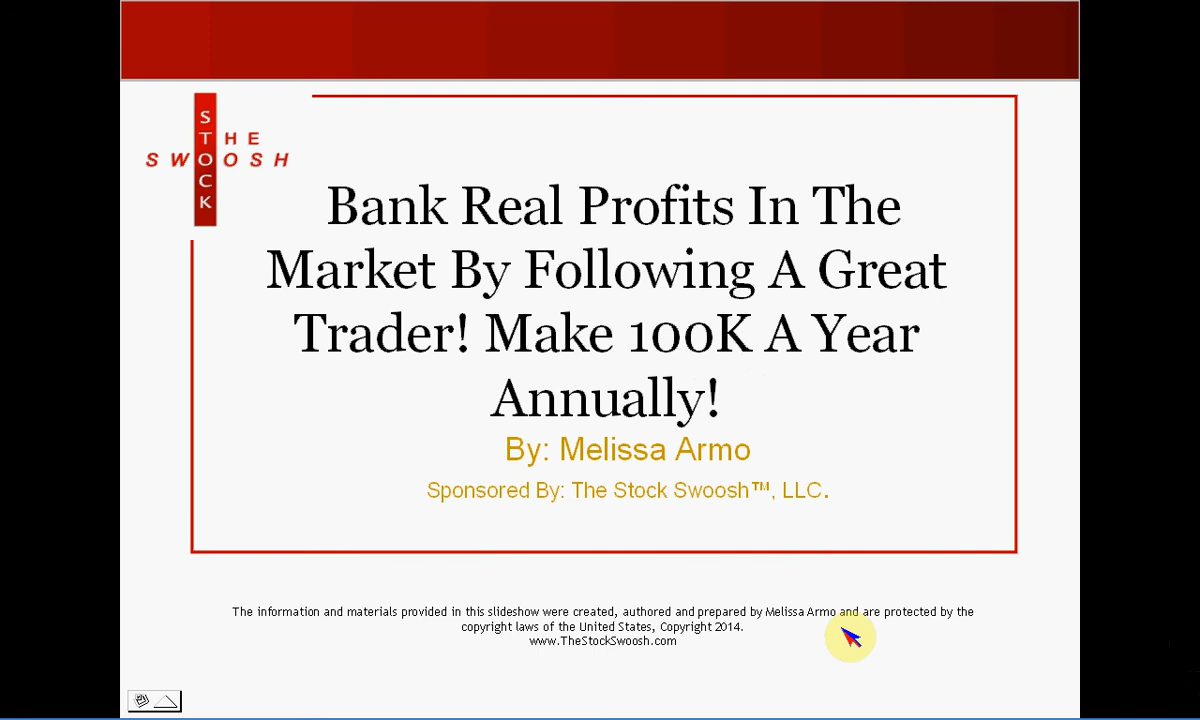 THE
STOCK
SWOOSH
Bank Real Profits In The
Market By Following A Great
Trader! Make 100K A Year
Annually!
By: Melissa Armo
Sponsored By: The Stock Swoosh™, LLC.
The information and materials provided in this slideshow were created, authored and prepared by Melissa Armo and are protected by the
copyright laws of the United States, Copyright 2014.
www.TheStockSwoosh.com